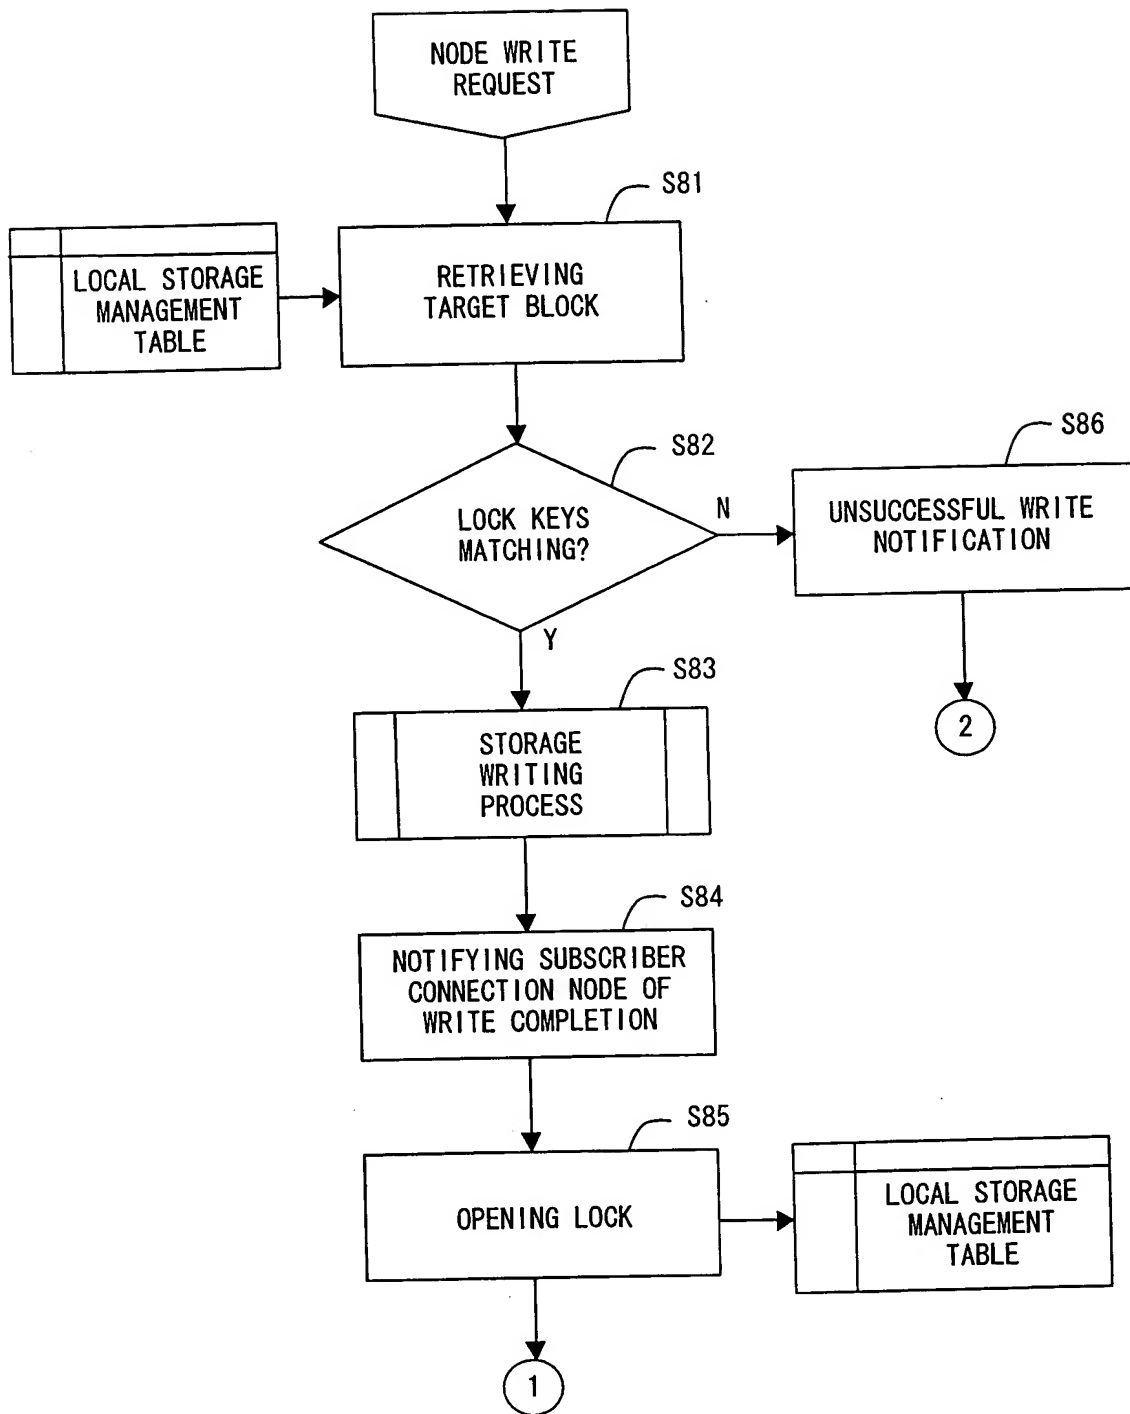 NODE WRITE
REQUEST
S81
LOCAL STORAGE
MANAGEMENT
TABLE
RETRIEVING
TARGET BLOCK
S82
LOCK KEYS
MATCHING?
N
Y
S86
UNSUCCESSFUL WRITE
NOTIFICATION
2
S83
STORAGE
WRITING
PROCESS
S84
NOTIFYING SUBSCRIBER
CONNECTION NODE OF
WRITE COMPLETION
S85
OPENING LOCK
LOCAL STORAGE
MANAGEMENT
TABLE
1